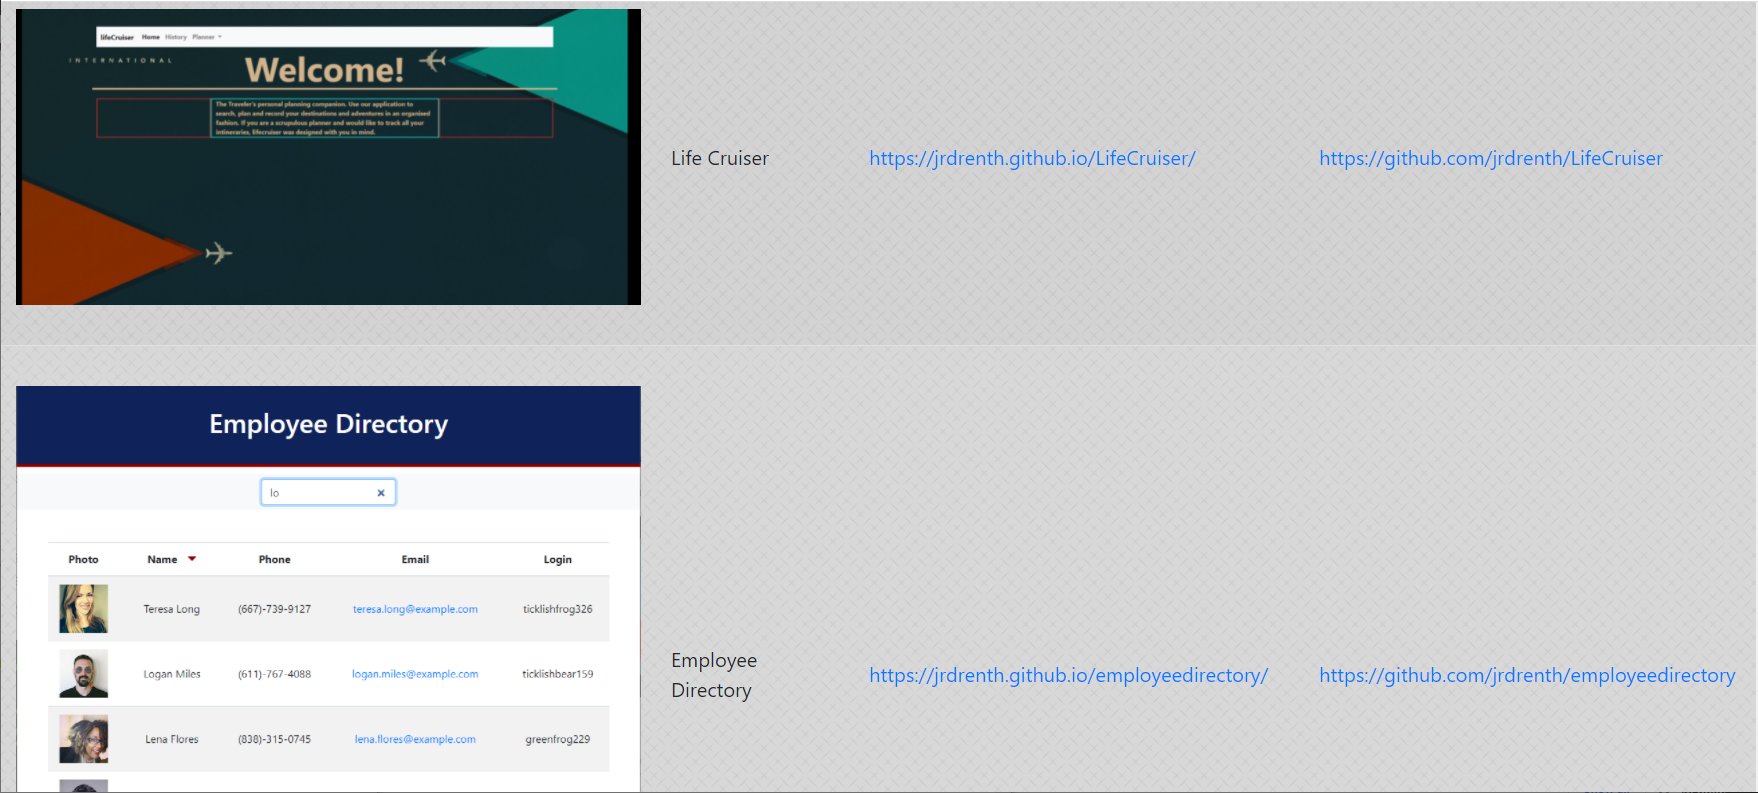 lifeCruiser Home History Planner
INTERNATIONAL
Welcome!
The Traveler's personal planning companion. Use our application to
search, plan and record your destinations and adventures in an organised
fashion. If you are a scrupulous planner and would like to track all your
intineraries, lifecruiser was designed with you in mind.
Life Cruiser
https://jrdrenth.github.io/LifeCruiser/
https://github.com/jrdrenth/LifeCruiser
Employee Directory
lo
Photo Name Phone Email Login
Teresa Long (667)-739-9127 teresa.long@example.com ticklishfrog326
Logan Miles (611)-767-4088 logan.miles@example.com ticklishbear159
Lena Flores (838)-315-0745 lena.flores@example.com greenfrog229
Employee
Directory
https://jrdrenth.github.io/employeedirectory/
https://github.com/jrdrenth/employeedirectory